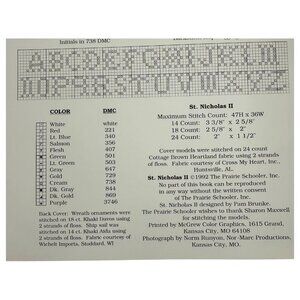 Initials in 738 DMC
ABCDEFGHIJKLM
NOPQRSTUVWXYZ
COLOR DMC
White white
Red 221
Lt. Blue 340
Salmon 356
Flesh 407
Green 501
Lt. Green 503
Gray 647
Gold 729
Cream 738
Dk. Gray 844
Dk. Gold 869
Purple 3746
Back Cover: Wreath ornaments were
stitched on 18 ct. Khaki Davos using
2 strands of floss. Ship sail was
stitched on 14 ct. Khaki Aida using
2 strands of floss. Fabric courtesy of
Wichelt Imports, Stoddard, WI
St. Nicholas II
Maximum Stitch Count: 47H x 36W
14 Count: 3 3/8" x 2 5/8"
18 Count: 2 5/8" x 2"
24 Count: 2" x 1 1/2"
Cover models were stitched on 24 count
Cottage Brown Heartland fabric using 2 strands
of floss. Fabric courtesy of Cross My Heart, Inc.
Huntsville, AL.
St. Nicholas II ©1992 The Prairie Schooler, Inc.
No part of this book can be reproduced in
any way without the written consent
of The Prairie Schooler, Inc.
St. Nicholas II designed by Pam Brunke.
The Prairie Schooler wishes to thank Sharon Maxwell
for stitching the models.
Printed by McGrew Color Graphics, 1615 Grand,
Kansas City, MO 64108
Photograph by Norm Runyon, Nor-Marc Productions,
Kansas City, MO.